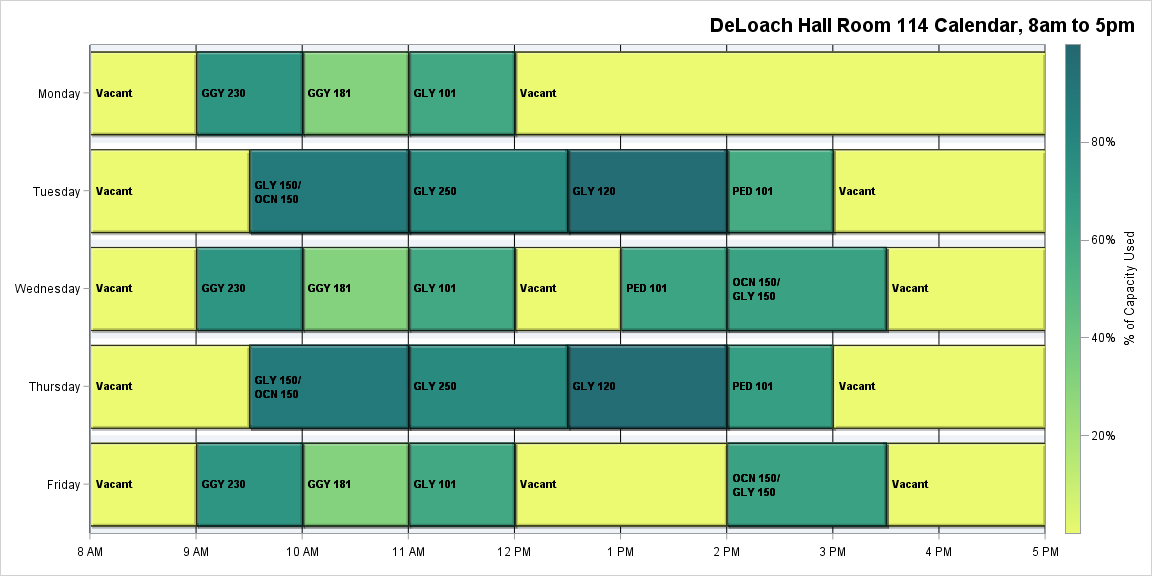 DeLoach Hall Room 114 Calendar, 8am to 5pm
Monday
Vacant
GGY 230
GGY 181
GLY 101
Vacant
Tuesday
Vacant
GLY 150/
OCN 150
GLY 250
GLY 120
PED 101
Vacant
Wednesday
Vacant
GGY 230
GGY 181
GLY 101
Vacant
PED 101
OCN 150/
GLY 150
Vacant
Thursday
Vacant
GLY 150/
OCN 150
GLY 250
GLY 120
PED 101
Vacant
Friday
Vacant
GGY 230
GGY 181
GLY 101
Vacant
OCN 150/
GLY 150
Vacant
8 AM
9 AM
10 AM
11 AM
12 PM
1 PM
2 PM
3 PM
4 PM
5 PM
80%
60%
40%
20%
% of Capacity Used